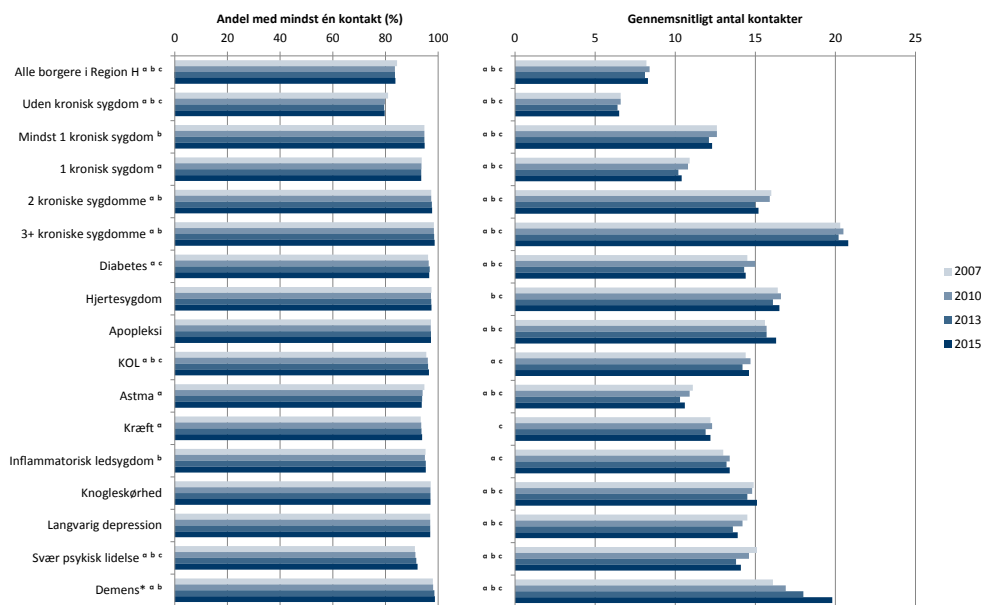 Andel med mindst én kontakt (%)
Gennemsnitligt antal kontakter
0 20 40 60 80 100
0 5 10 15 20 25
Alle borgere i Region H ᵃ ᵇ ᶜ
ᵃ ᵇ ᶜ
Uden kronisk sygdom ᵃ ᵇ ᶜ
ᵃ ᵇ ᶜ
Mindst 1 kronisk sygdom ᵇ
ᵃ ᵇ ᶜ
1 kronisk sygdom ᵃ
ᵃ ᵇ ᶜ
2 kroniske sygdomme ᵃ ᵇ
ᵃ ᵇ ᶜ
3+ kroniske sygdomme ᵃ ᵇ
ᵃ ᵇ ᶜ
Diabetes ᵃ ᶜ
ᵃ ᵇ ᶜ
Hjertesygdom
ᵇ ᶜ
Apopleksi
ᵃ ᵇ ᶜ
KOL ᵃ ᵇ ᶜ
ᵃ ᶜ
Astma ᵃ
ᵃ ᵇ ᶜ
Kræft ᵃ
ᶜ
Inflammatorisk ledsygdom ᵇ
ᵃ ᶜ
Knogleskørhed
ᵃ ᵇ ᶜ
Langvarig depression
ᵃ ᵇ ᶜ
Svær psykisk lidelse ᵃ ᵇ ᶜ
ᵃ ᵇ ᶜ
Demens* ᵃ ᵇ
ᵃ ᵇ ᶜ
2007
2010
2013
2015